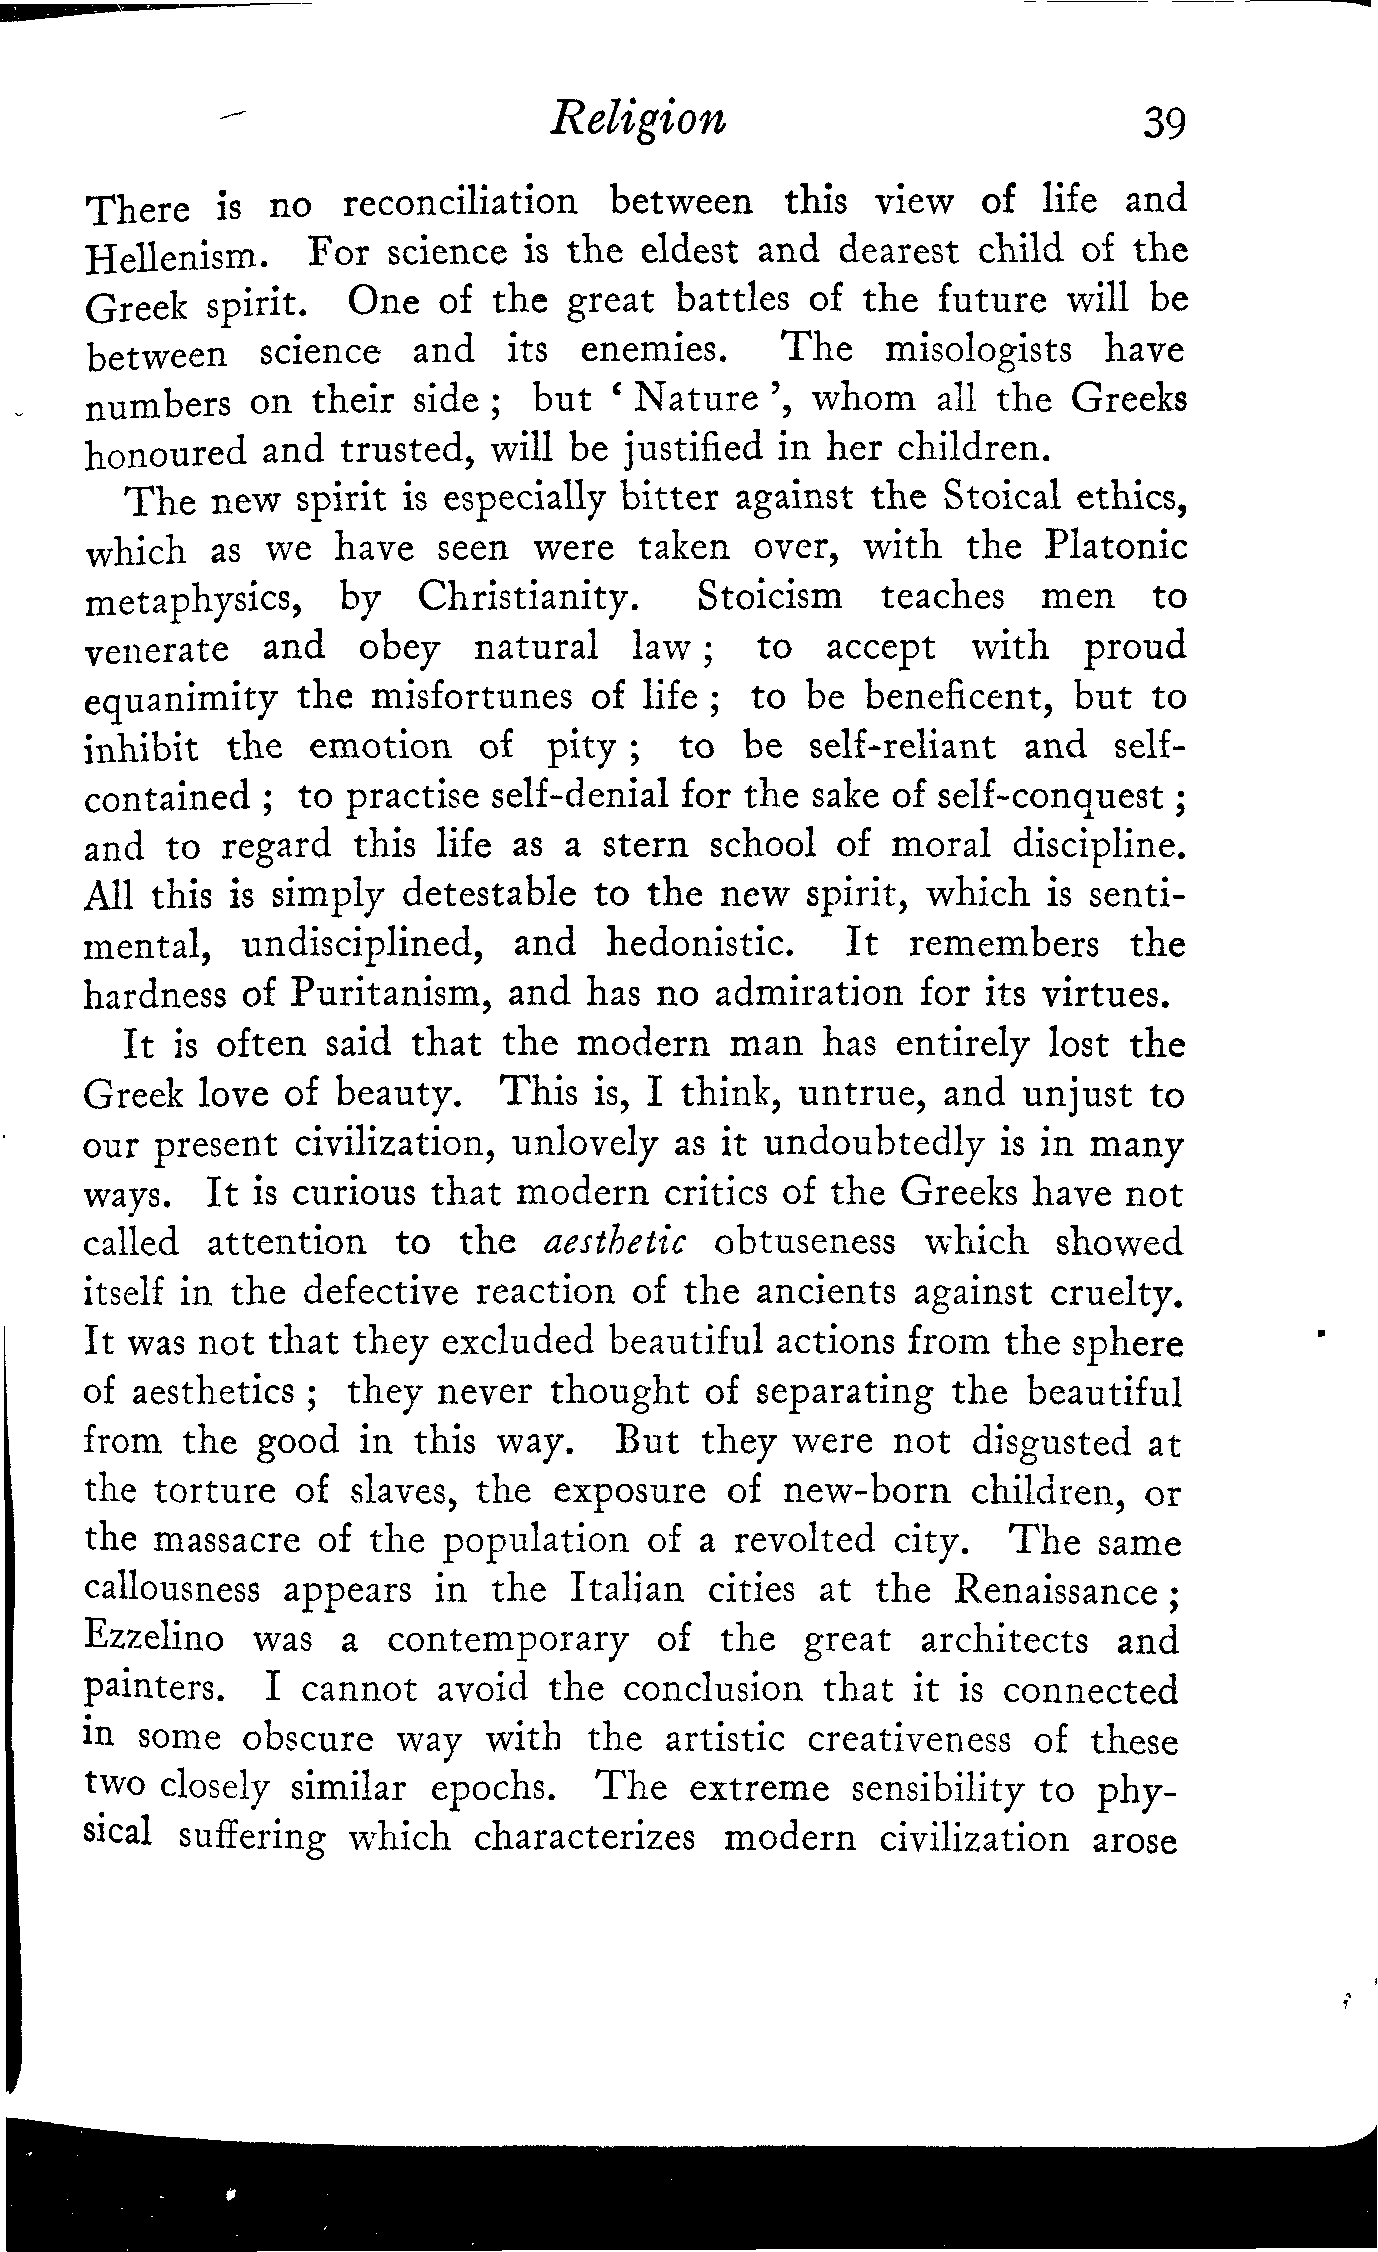 Religion 39
There is no reconciliation between this view of life and
Hellenism. For science is the eldest and dearest child of the
Greek spirit. One of the great battles of the future will be
between science and its enemies. The misologists have
numbers on their side ; but ‘ Nature ’, whom all the Greeks
honoured and trusted, will be justified in her children.
The new spirit is especially bitter against the Stoical ethics,
which as we have seen were taken over, with the Platonic
metaphysics, by Christianity. Stoicism teaches men to
venerate and obey natural law ; to accept with proud
equanimity the misfortunes of life ; to be beneficent, but to
inhibit the emotion of pity ; to be self-reliant and self-
contained ; to practise self-denial for the sake of self-conquest ;
and to regard this life as a stern school of moral discipline.
All this is simply detestable to the new spirit, which is senti-
mental, undisciplined, and hedonistic. It remembers the
hardness of Puritanism, and has no admiration for its virtues.
It is often said that the modern man has entirely lost the
Greek love of beauty. This is, I think, untrue, and unjust to
our present civilization, unlovely as it undoubtedly is in many
ways. It is curious that modern critics of the Greeks have not
called attention to the aesthetic obtuseness which showed
itself in the defective reaction of the ancients against cruelty.
It was not that they excluded beautiful actions from the sphere
of aesthetics ; they never thought of separating the beautiful
from the good in this way. But they were not disgusted at
the torture of slaves, the exposure of new-born children, or
the massacre of the population of a revolted city. The same
callousness appears in the Italian cities at the Renaissance ;
Ezzelino was a contemporary of the great architects and
painters. I cannot avoid the conclusion that it is connected
in some obscure way with the artistic creativeness of these
two closely similar epochs. The extreme sensibility to phy-
sical suffering which characterizes modern civilization arose